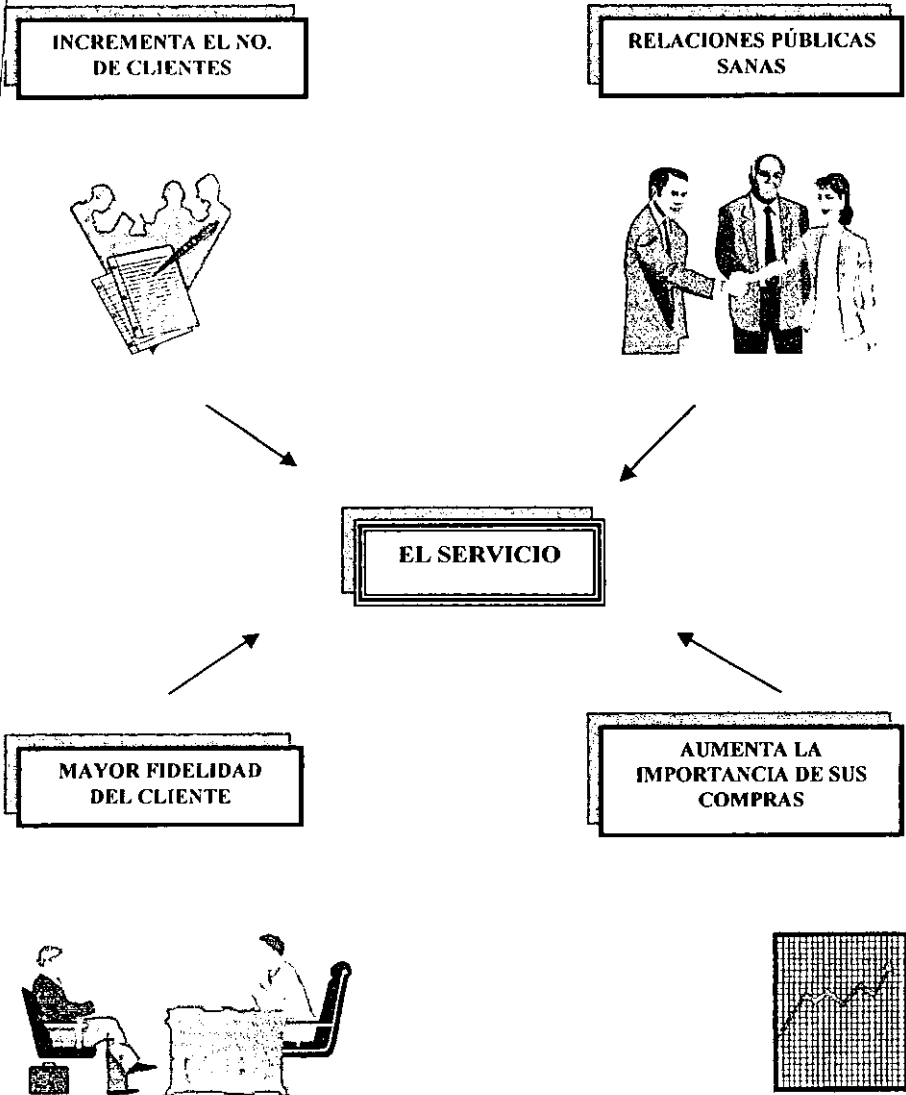 INCREMENTA EL NO.
DE CLIENTES
RELACIONES PÚBLICAS
SANAS
EL SERVICIO
MAYOR FIDELIDAD
DEL CLIENTE
AUMENTA LA
IMPORTANCIA DE SUS
COMPRAS